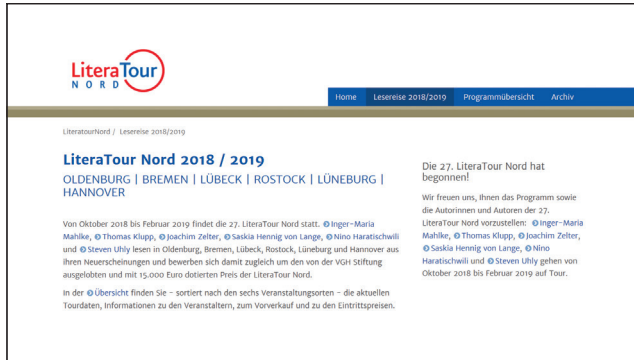 LiteraTour
NORD
Home Lesereise 2018/2019 Programmübersicht Archiv
LiteratourNord / Lesereise 2018/2019
LiteraTour Nord 2018 / 2019
OLDENBURG | BREMEN | LÜBECK | ROSTOCK | LÜNEBURG |
HANNOVER
Von Oktober 2018 bis Februar 2019 findet die 27. LiteraTour Nord statt. Inger-Maria
Mahlke, Thomas Klupp, Joachim Zelter, Saskia Hennig von Lange, Nino Haratischwili
und Steven Uhly lesen in Oldenburg, Bremen, Lübeck, Rostock, Lüneburg und Hannover aus
ihren Neuerscheinungen und bewerben sich damit zugleich um den von der VGH Stiftung
ausgelobten und mit 15.000 Euro dotierten Preis der LiteraTour Nord.
In der Übersicht finden Sie – sortiert nach den sechs Veranstaltungsorten – die aktuellen
Tourdaten, Informationen zu den Veranstaltern, zum Vorverkauf und zu den Eintrittspreisen.
Die 27. LiteraTour Nord hat
begonnen!
Wir freuen uns, Ihnen das Programm sowie
die Autorinnen und Autoren der 27.
LiteraTour Nord vorzustellen: Inger-Maria
Mahlke, Thomas Klupp, Joachim Zelter,
Saskia Hennig von Lange, Nino
Haratischwili und Steven Uhly gehen von
Oktober 2018 bis Februar 2019 auf Tour.